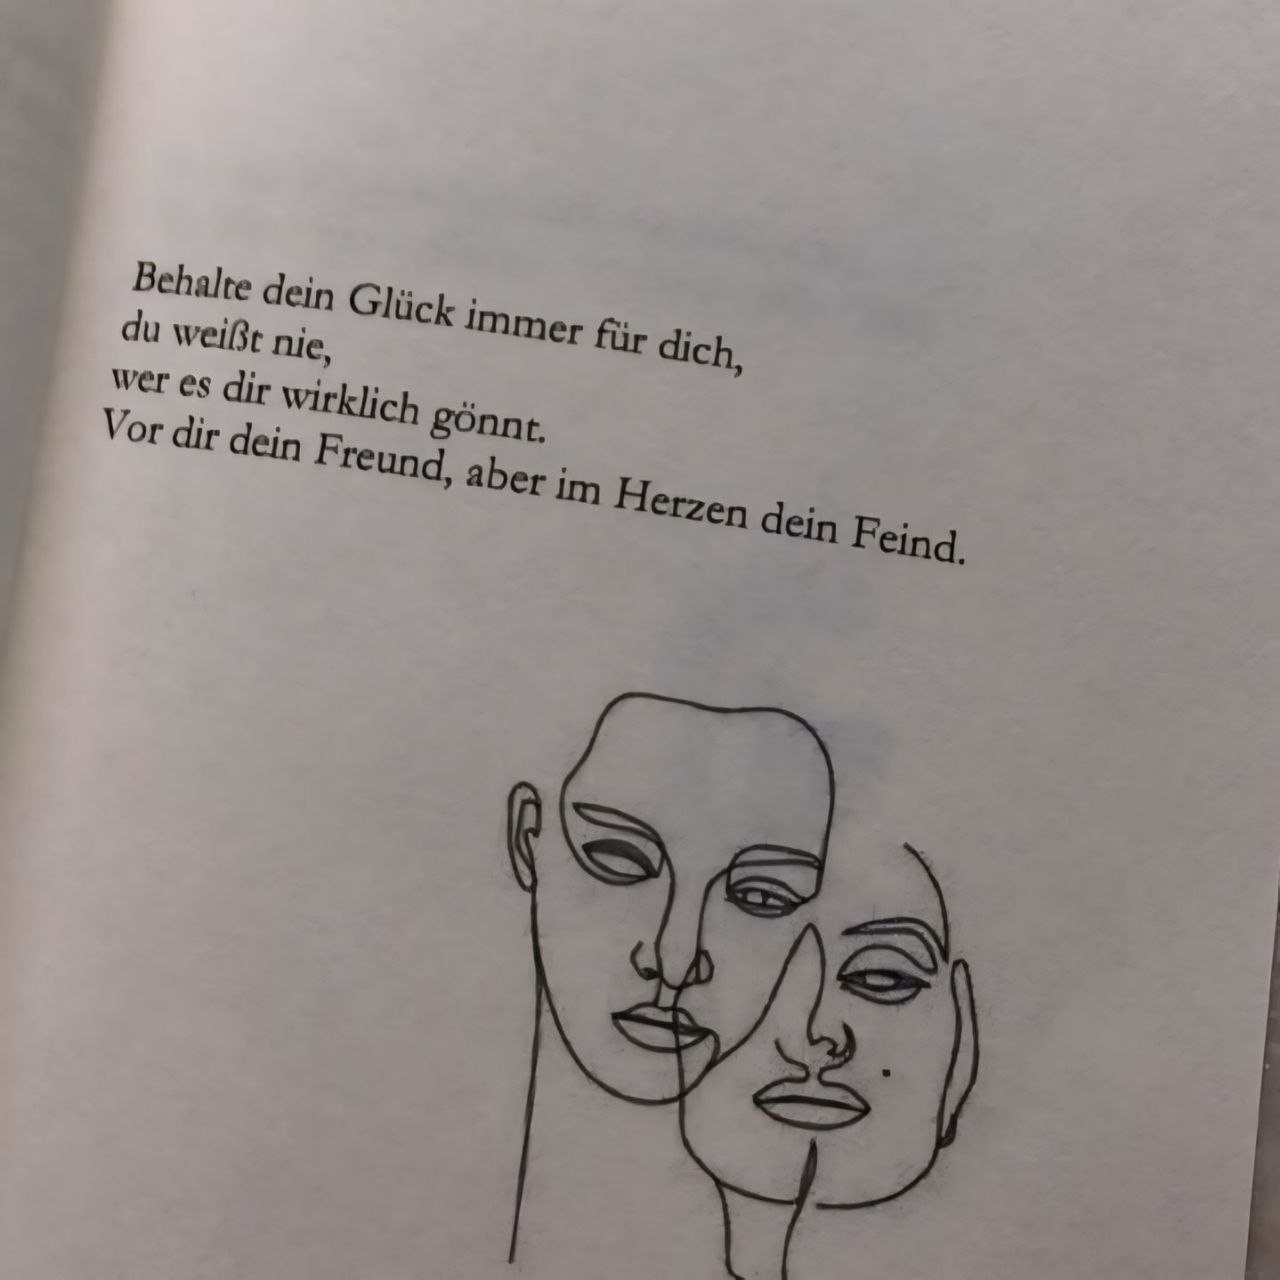 Behalte dein Glück immer für dich,
du weißt nie,
wer es dir wirklich gönnt.
Vor dir dein Freund, aber im Herzen dein Feind.